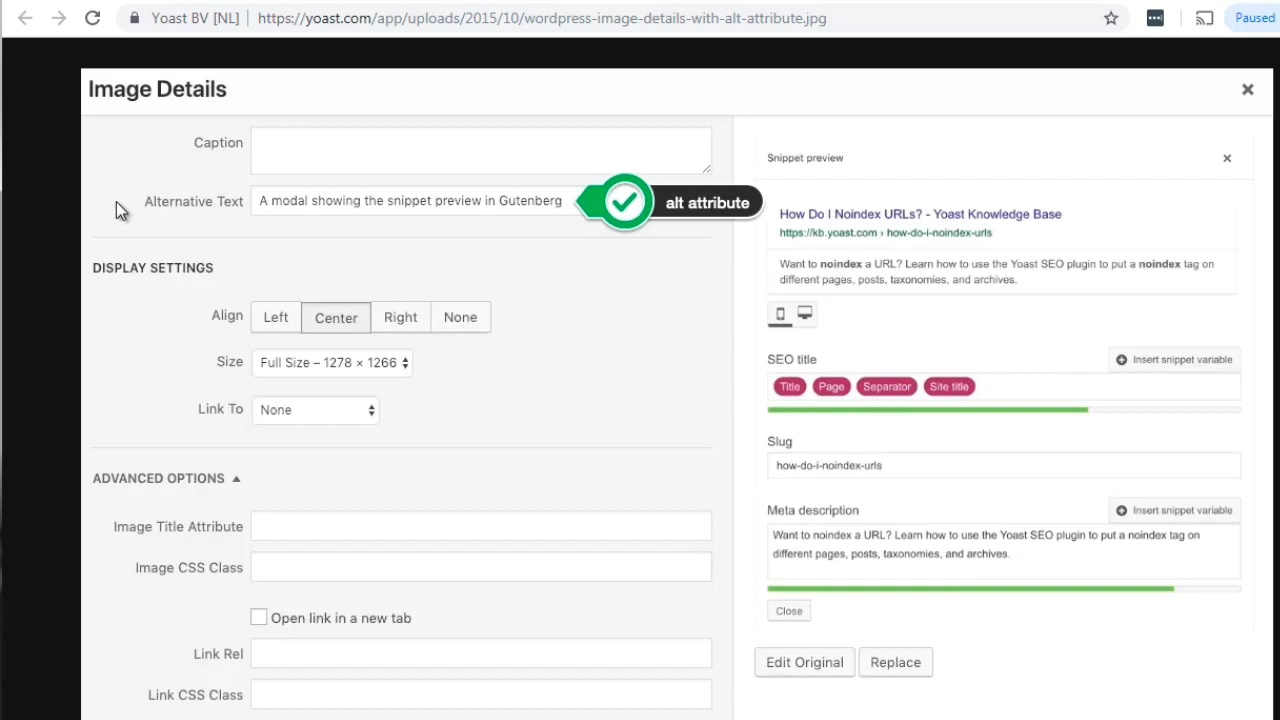 Yoast BV [NL] https://yoast.com/app/uploads/2015/10/wordpress-image-details-with-alt-attribute.jpg Paused
Image Details
Caption
Alternative Text A modal showing the snippet preview in Gutenberg alt attribute
DISPLAY SETTINGS
Align Left Center Right None
Size Full Size – 1278 × 1266
Link To None
ADVANCED OPTIONS
Image Title Attribute
Image CSS Class
Open link in a new tab
Link Rel
Link CSS Class
Snippet preview
How Do I Noindex URLs? - Yoast Knowledge Base
https://kb.yoast.com › how-do-i-noindex-urls
Want to noindex a URL? Learn how to use the Yoast SEO plugin to put a noindex tag on
different pages, posts, taxonomies, and archives.
SEO title Insert snippet variable
Title Page Separator Site title
Slug
how-do-i-noindex-urls
Meta description Insert snippet variable
Want to noindex a URL? Learn how to use the Yoast SEO plugin to put a noindex tag on
different pages, posts, taxonomies, and archives.
Close
Edit Original Replace